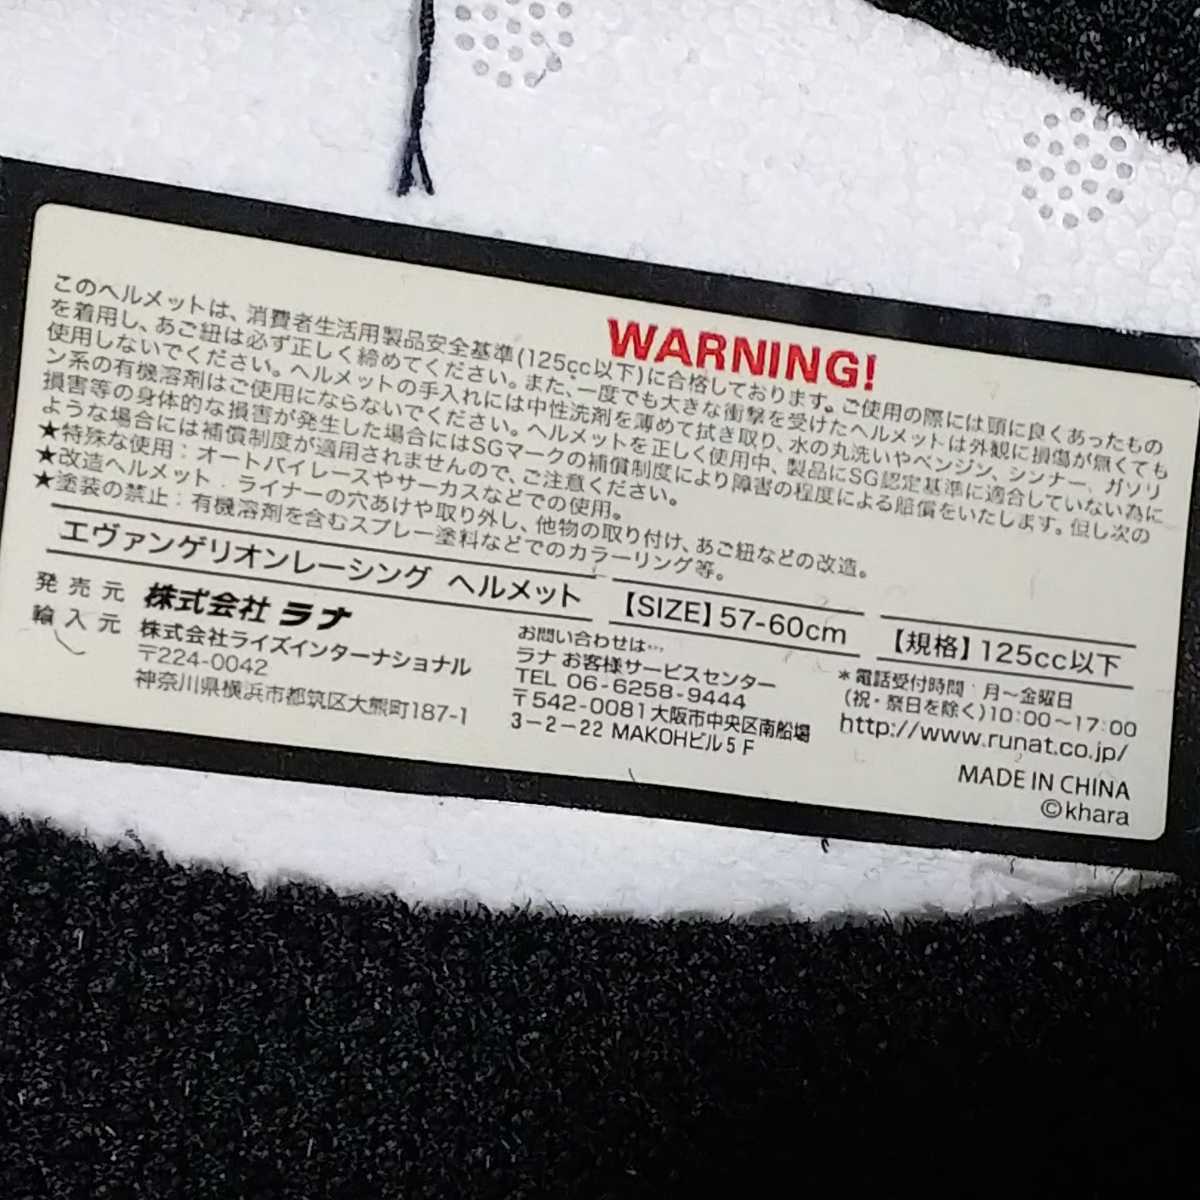 WARNING!
このヘルメットは、消費者生活用製品安全基準(125cc以下)に合格しております。ご使用の際には頭に良くあったもの
を着用し、あご紐は必ず正しく締めてください。また、一度でも大きな衝撃を受けたヘルメットは外観に損傷が無くても
使用しないでください。ヘルメットの手入れには中性洗剤を薄めて拭き取り、水の丸洗いやベンジン、シンナー、ガソリ
ン系の有機溶剤はご使用にならないでください。ヘルメットを正しく使用中、製品にSG認定基準に適合していない為に
損害等の身体的な損害が発生した場合にはSGマークの補償制度により障害の程度による賠償をいたします。但し次の
ような場合には補償制度が適用されませんので、ご注意ください。
★特殊な使用：オートバイレースやサーカスなどでの使用。
★改造ヘルメット：ライナーの穴あけや取り外し、他物の取り付け、あご紐などの改造。
★塗装の禁止：有機溶剤を含むスプレー塗料などでのカラーリング等。
エヴァンゲリオンレーシング ヘルメット
【SIZE】57-60cm
【規格】125cc以下
発売元 株式会社 ラナ
輸入元 株式会社ライズインターナショナル
〒224-0042
神奈川県横浜市都筑区大熊町187-1
お問い合わせは…
ラナ お客様サービスセンター
TEL 06-6258-9444
〒542-0081大阪市中央区南船場
3－2－22 MAKOHビル5F
*電話受付時間：月～金曜日
(祝・祭日を除く)10:00～17:00
http://www.runat.co.jp/
MADE IN CHINA
©khara